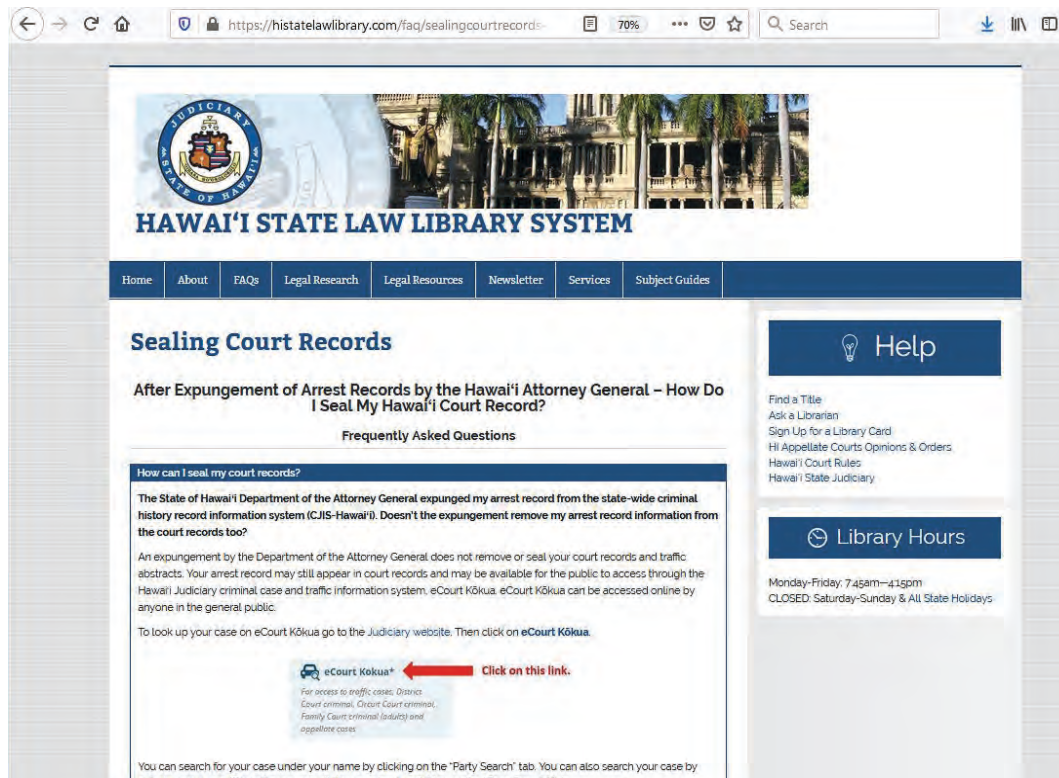 https://histatelawlibrary.com/faq/sealingcourtrecords-
70%
Search
JUDICIARY
STATE OF HAWAI'I
HAWAI‘I STATE LAW LIBRARY SYSTEM
Home About FAQs Legal Research Legal Resources Newsletter Services Subject Guides
Sealing Court Records
After Expungement of Arrest Records by the Hawai‘i Attorney General – How Do
I Seal My Hawai‘i Court Record?
Frequently Asked Questions
How can I seal my court records?
The State of Hawai‘i Department of the Attorney General expunged my arrest record from the state-wide criminal
history record information system (CJIS-Hawai‘i). Doesn't the expungement remove my arrest record information from
the court records too?
An expungement by the Department of the Attorney General does not remove or seal your court records and traffic
abstracts. Your arrest record may still appear in court records and may be available for the public to access through the
Hawai‘i Judiciary criminal case and traffic information system, eCourt Kōkua. eCourt Kōkua can be accessed online by
anyone in the general public.
To look up your case on eCourt Kōkua go to the Judiciary website. Then click on eCourt Kōkua.
eCourt Kokua* Click on this link.
For access to traffic cases, District
Court criminal, Circuit Court criminal,
Family Court criminal (adults) and
appellate cases
You can search for your case under your name by clicking on the "Party Search" tab. You can also search your case by
Help
Find a Title
Ask a Librarian
Sign Up for a Library Card
HI Appellate Courts Opinions & Orders
Hawai‘i Court Rules
Hawai‘i State Judiciary
Library Hours
Monday-Friday: 7:45am—4:15pm
CLOSED: Saturday-Sunday & All State Holidays